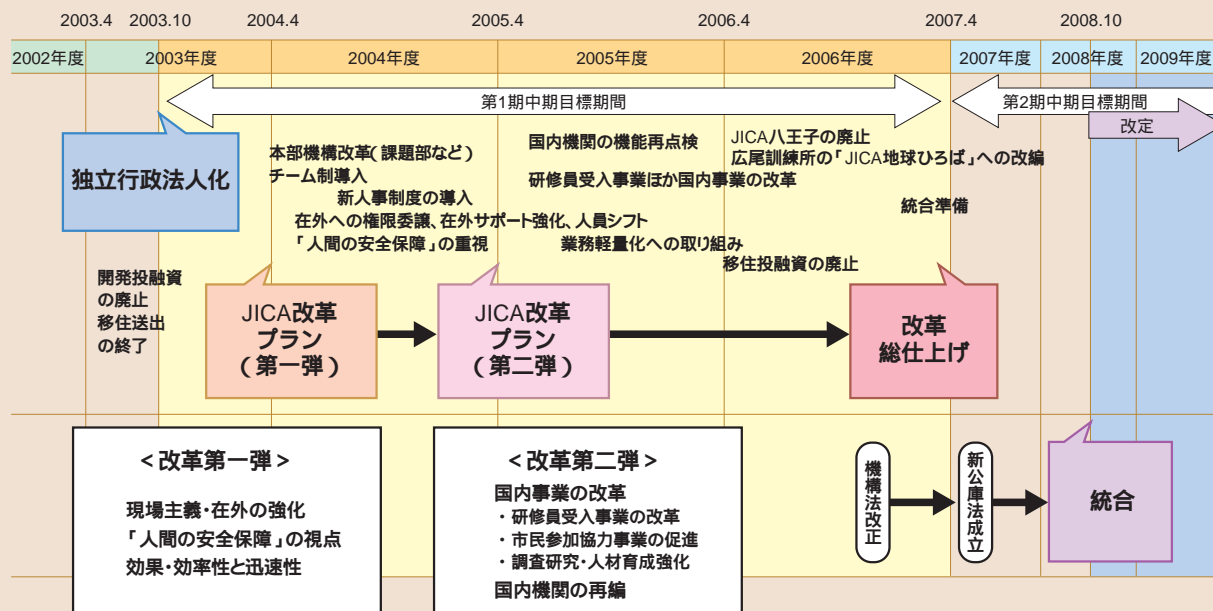 2003.4 2003.10 2004.4 2005.4 2006.4 2007.4 2008.10
2002年度 2003年度 2004年度 2005年度 2006年度 2007年度 2008年度 2009年度
第1期中期目標期間
第2期中期目標期間
改定
独立行政法人化
本部機構改革(課題部など)
チーム制導入
新人事制度の導入
在外への権限委譲、在外サポート強化、人員シフト
「人間の安全保障」の重視
国内機関の機能再点検
研修員受入事業ほか国内事業の改革
業務軽量化への取り組み
JICA八王子の廃止
広尾訓練所の「JICA地球ひろば」への改編
統合準備
移住投融資の廃止
開発投融資
の廃止
移住送出
の終了
JICA改革
プラン
(第一弾)
JICA改革
プラン
(第二弾)
改革
総仕上げ
<改革第一弾>
現場主義・在外の強化
「人間の安全保障」の視点
効果・効率性と迅速性
<改革第二弾>
国内事業の改革
・研修員受入事業の改革
・市民参加協力事業の促進
・調査研究・人材育成強化
国内機関の再編
機構法改正
新公庫法成立
統合